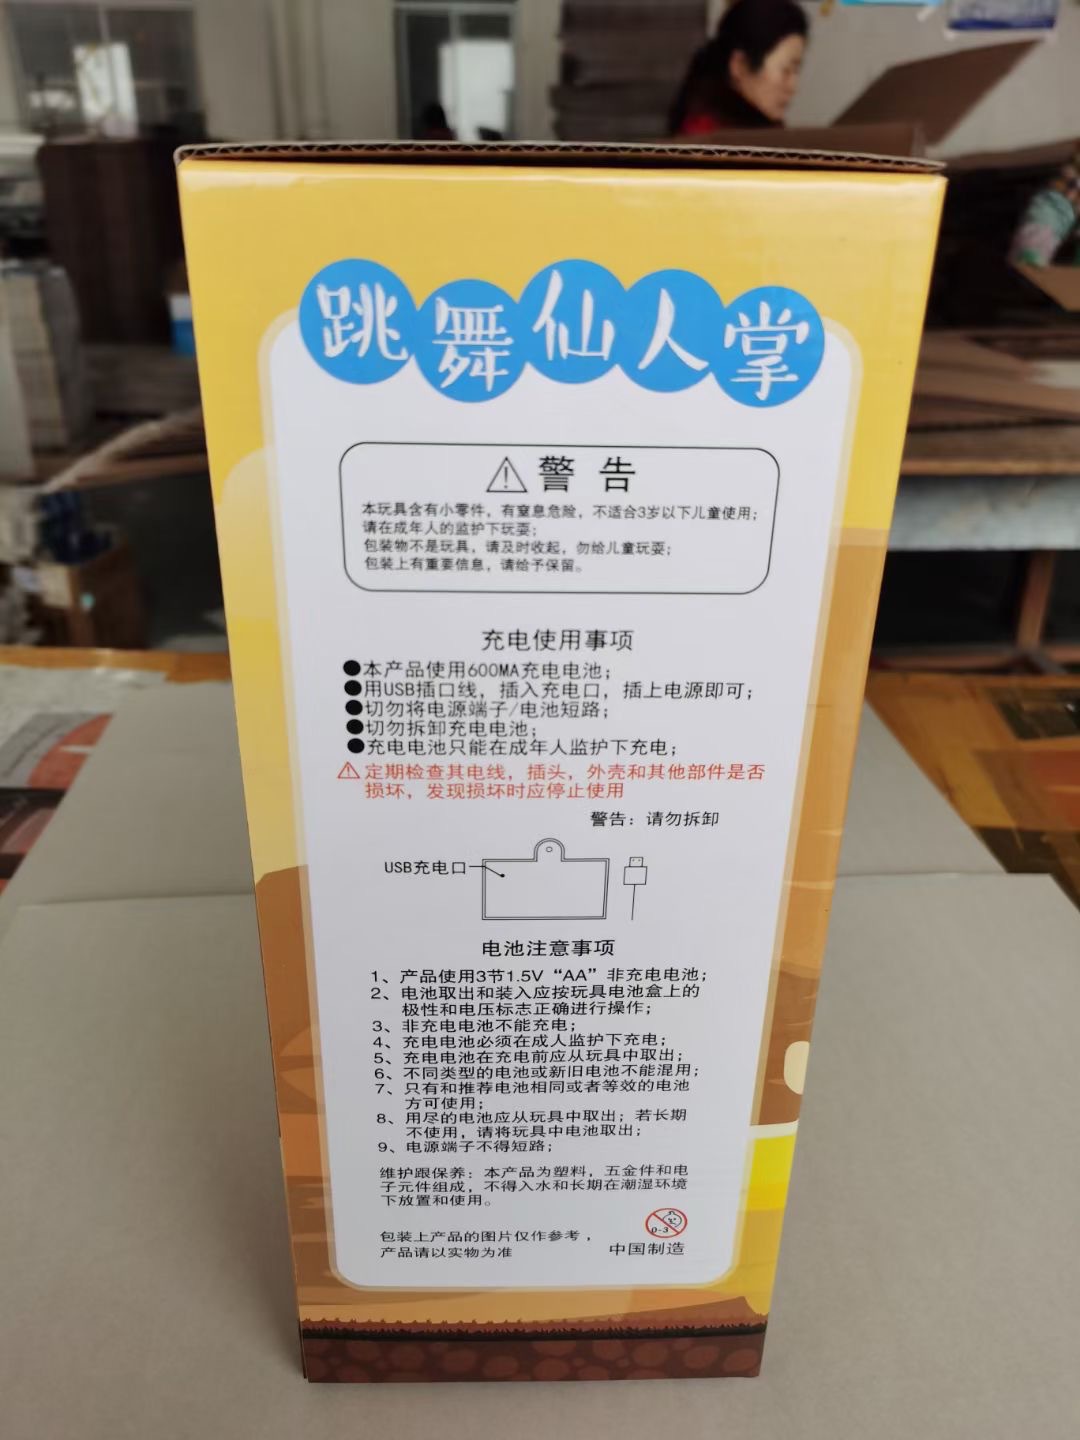 跳舞仙人掌
警告
本玩具含有小零件，有窒息危险，不适合3岁以下儿童使用；
请在成年人的监护下玩耍；
包装物不是玩具，请及时收起，勿给儿童玩耍；
包装上有重要信息，请给予保留。
充电使用事项
●本产品使用600MA充电电池；
●用USB插口线，插入充电口，插上电源即可；
●切勿将电源端子/电池短路；
●切勿拆卸充电电池；
●充电电池只能在成年人监护下充电；
⚠定期检查其电线，插头，外壳和其他部件是否
损坏，发现损坏时应停止使用
警告：请勿拆卸
USB充电口
电池注意事项
1、产品使用3节1.5V“AA”非充电电池；
2、电池取出和装入应按玩具电池盒上的
极性和电压标志正确进行操作；
3、非充电电池不能充电；
4、充电电池必须在成人监护下充电；
5、充电电池在充电前应从玩具中取出；
6、不同类型的电池或新旧电池不能混用；
7、只有和推荐电池相同或者等效的电池
方可使用；
8、用尽的电池应从玩具中取出；若长期
不使用，请将玩具中电池取出；
9、电源端子不得短路；
维护跟保养：本产品为塑料，五金件和电
子元件组成，不得入水和长期在潮湿环境
下放置和使用。
包装上产品的图片仅作参考，
产品请以实物为准
0-3
中国制造